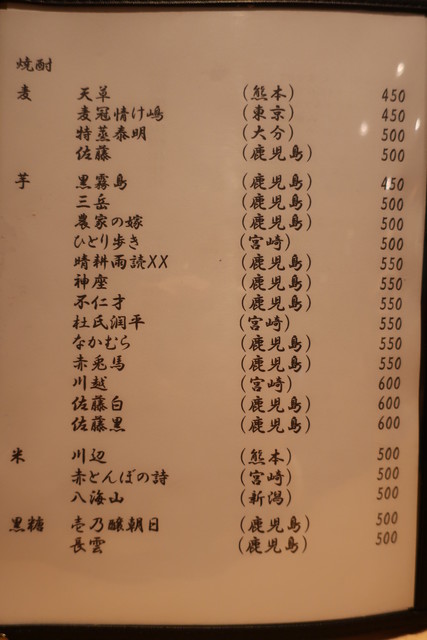 焼酎
麦 天草 (熊本) 450
麦冠情け嶋 (東京) 450
特蒸泰明 (大分) 500
佐藤 (鹿児島) 500
芋 黒霧島 (鹿児島) 450
三岳 (鹿児島) 500
農家の嫁 (鹿児島) 500
ひとり歩き (宮崎) 500
晴耕雨読XX (鹿児島) 550
神座 (鹿児島) 550
不仁才 (鹿児島) 550
杜氏潤平 (宮崎) 550
なかむら (鹿児島) 550
赤兎馬 (鹿児島) 550
川越 (宮崎) 600
佐藤白 (鹿児島) 600
佐藤黒 (鹿児島) 600
米 川辺 (熊本) 500
赤とんぼの詩 (宮崎) 500
八海山 (新潟) 500
黒糖 壱乃醸朝日 (鹿児島) 500
長雲 (鹿児島) 500